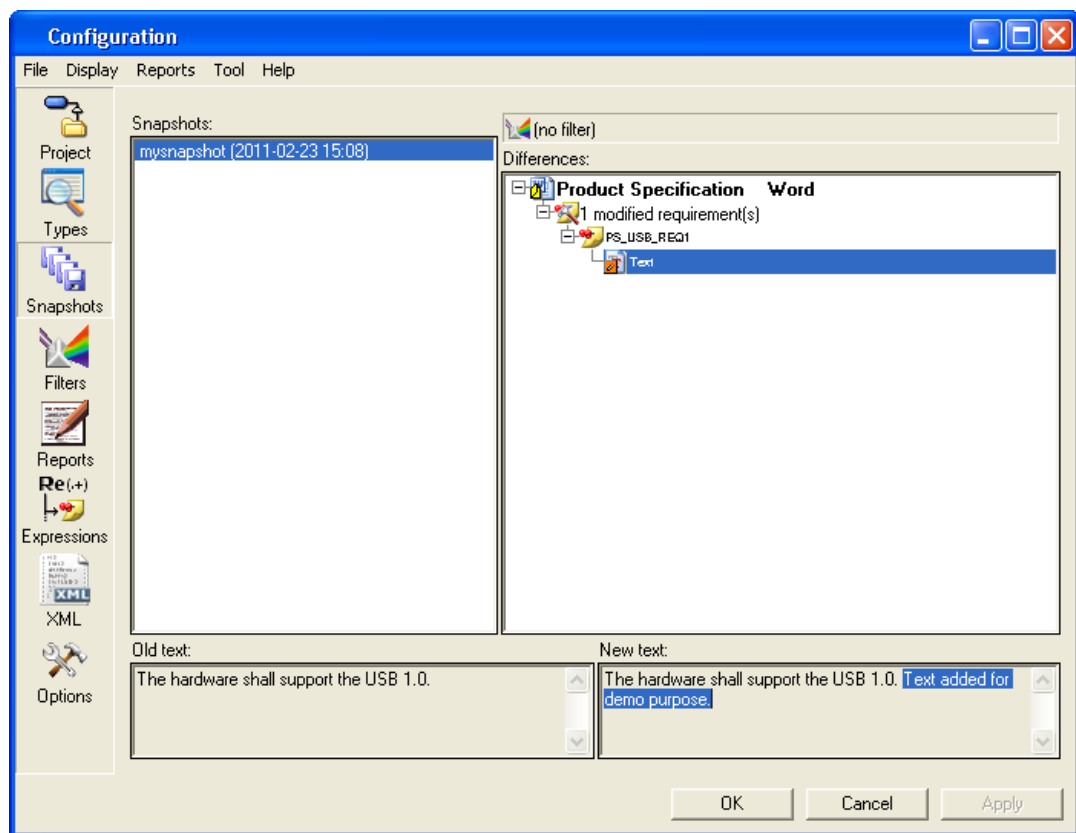 Configuration
File Display Reports Tool Help
Project
Types
Snapshots
Filters
Reports
Re(.+)
Expressions
XML
XML
Options
Snapshots:
mysnapshot (2011-02-23 15:08)
(no filter)
Differences:
Product Specification Word
1 modified requirement(s)
PS_USB_REQ1
Text
Old text:
The hardware shall support the USB 1.0.
New text:
The hardware shall support the USB 1.0. Text added for
demo purpose.
OK Cancel Apply